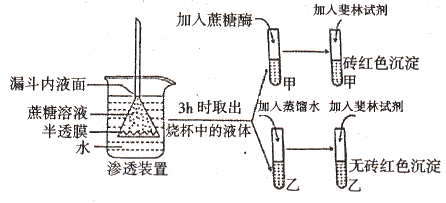 漏斗内液面
蔗糖溶液
半透膜
水
渗透装置
3h时取出
烧杯中的液体
加入蔗糖酶
加入斐林试剂
砖红色沉淀
甲
甲
加入蒸馏水
加入斐林试剂
无砖红色沉淀
乙
乙